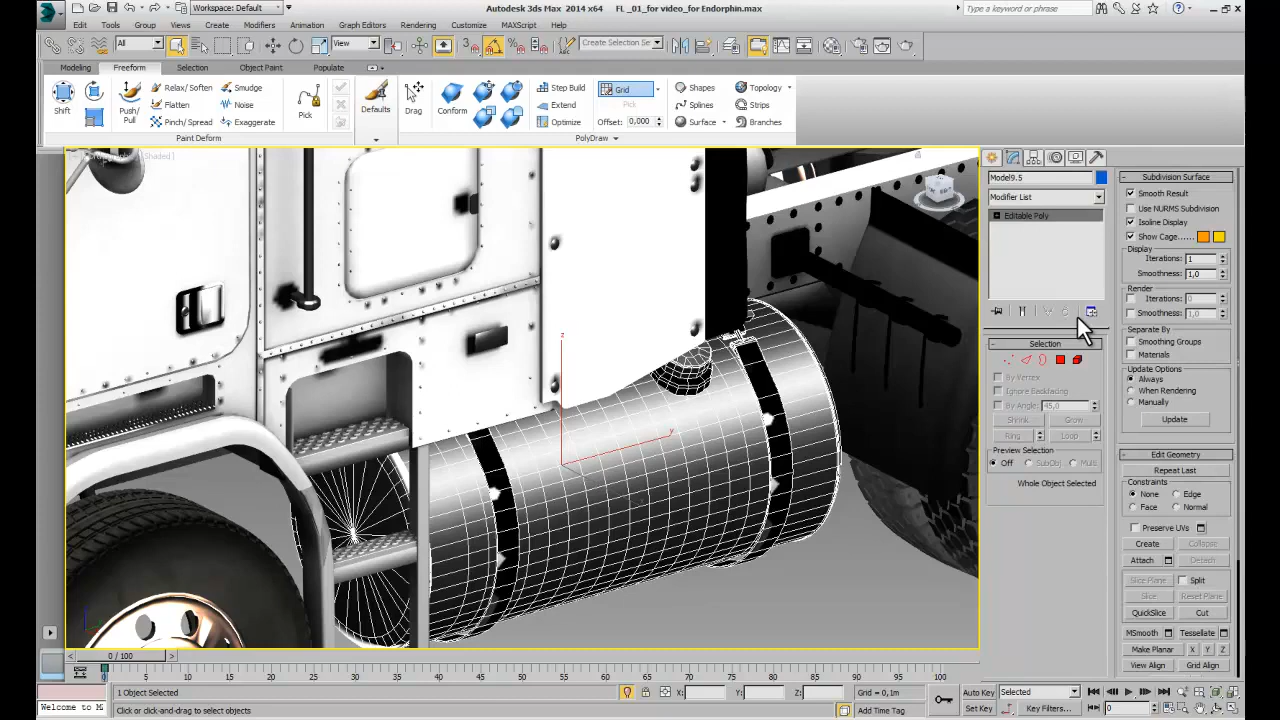 Workspace: Default
Autodesk 3ds Max 2014 x64
FL _01_for video_for Endorphin.max
Type a keyword or phrase
Edit Tools Group Views Create Modifiers Animation Graph Editors Rendering Customize MAXScript Help
All View Create Selection Se
Modeling Freeform Selection Object Paint Populate
Shift Push/ Pull Relax/ Soften Smudge
Flatten Noise
Pinch/ Spread Exaggerate
Pick Defaults Drag Conform
Step Build Grid Shapes Topology
Extend Pick Splines Strips
Optimize Offset: 0,000 Surface Branches
Paint Deform PolyDraw
Model9.5
Modifier List
Editable Poly
Selection
By Vertex
Ignore Backfacing
By Angle: 45,0
Shrink Grow
Ring Loop
Preview Selection
Off SubObj Multi
Whole Object Selected
Subdivision Surface
Smooth Result
Use NURMS Subdivision
Isoline Display
Show Cage......
Display
Iterations: 1
Smoothness: 1,0
Render
Iterations: 0
Smoothness: 1,0
Separate By
Smoothing Groups
Materials
Update Options
Always
When Rendering
Manually
Update
Edit Geometry
Repeat Last
Constraints
None Edge
Face Normal
Preserve UVs
Create Collapse
Attach Detach
Slice Plane Split
Slice Reset Plane
QuickSlice Cut
MSmooth Tessellate
Make Planar X Y Z
View Align Grid Align
z
y
0 / 100
0 5 10 15 20 25 30 35 40 45 50 55 60 65 70 75 80 85 90 95 100
1 Object Selected X: Y: Z: Grid = 0,1m
Auto Key Selected
Welcome to M
Click or click-and-drag to select objects
Add Time Tag
Set Key Key Filters... 0